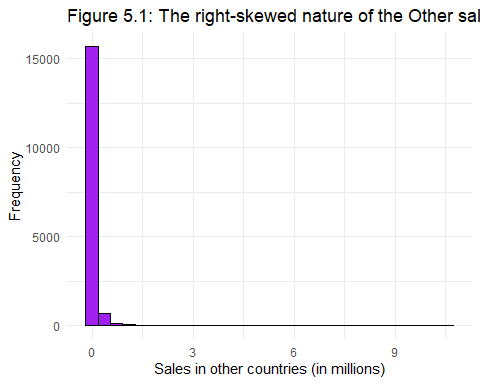 Figure 5.1: The right-skewed nature of the Other sal
15000
10000
5000
0
Frequency
0 3 6 9
Sales in other countries (in millions)